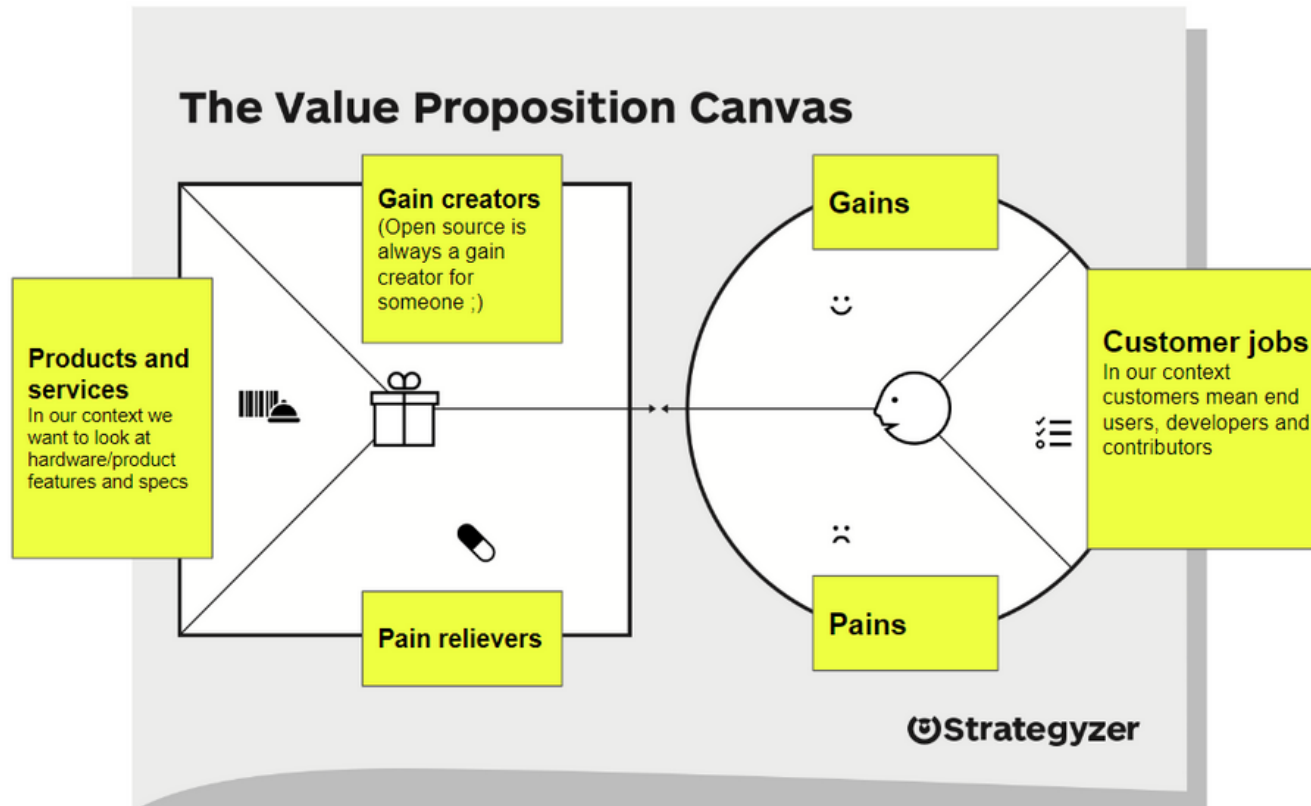 The Value Proposition Canvas
Gain creators
(Open source is
always a gain
creator for
someone ;)
Gains
Products and
services
In our context we
want to look at
hardware/product
features and specs
Customer jobs
In our context
customers mean end
users, developers and
contributors
Pain relievers
Pains
Strategyzer